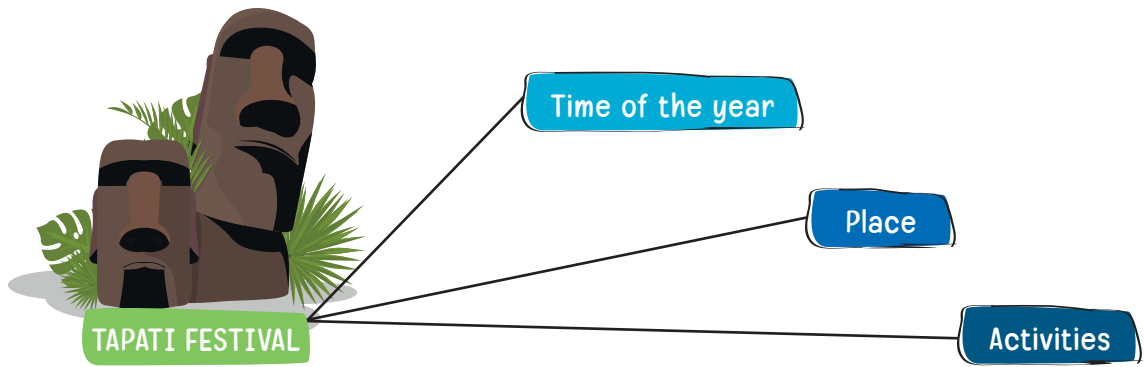 Time of the year
Place
TAPATI FESTIVAL
Activities